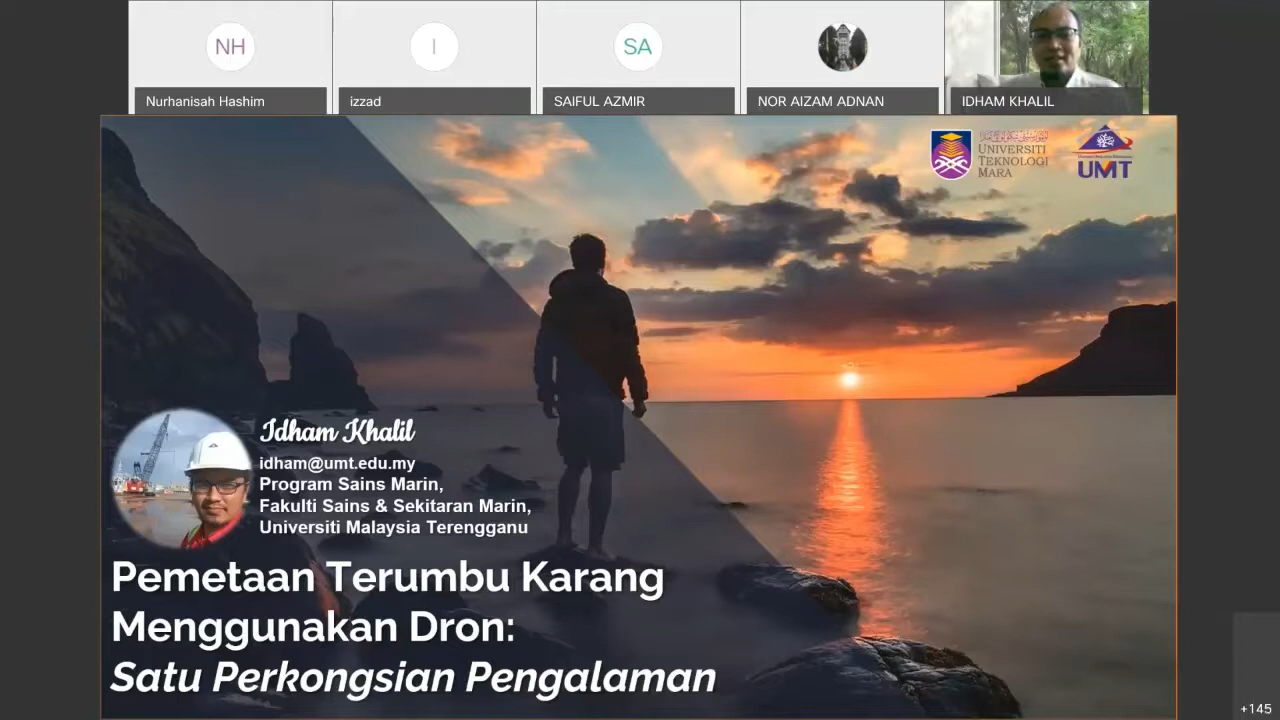 NH
I
SA
Nurhanisah Hashim
izzad
SAIFUL AZMIR
NOR AIZAM ADNAN
IDHAM KHALIL
UNIVERSITI
TEKNOLOGI
MARA
UMT
Idham Khalil
idham@umt.edu.my
Program Sains Marin,
Fakulti Sains & Sekitaran Marin,
Universiti Malaysia Terengganu
Pemetaan Terumbu Karang
Menggunakan Dron:
Satu Perkongsian Pengalaman
+145